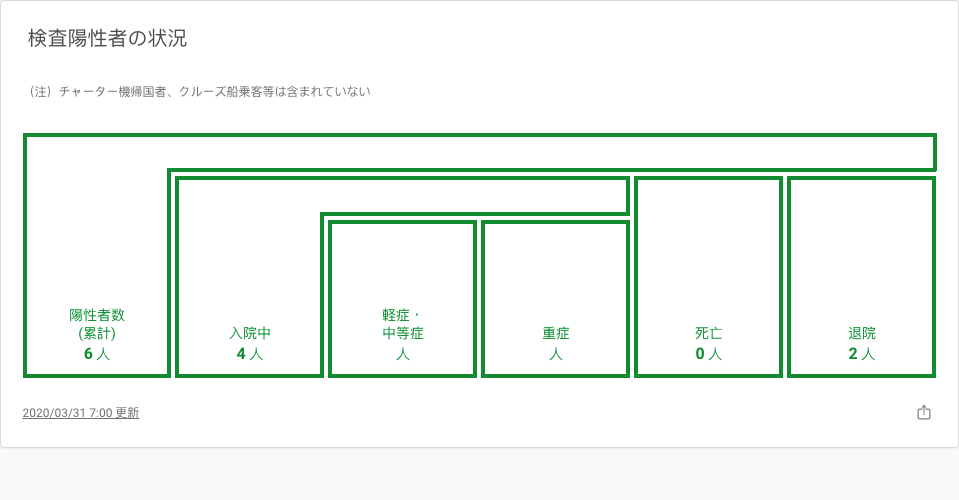 検査陽性者の状況
（注）チャーター機帰国者、クルーズ船乗客等は含まれていない
陽性者数
(累計)
6 人
入院中
4 人
軽症・
中等症
人
重症
人
死亡
0 人
退院
2 人
2020/03/31 7:00 更新